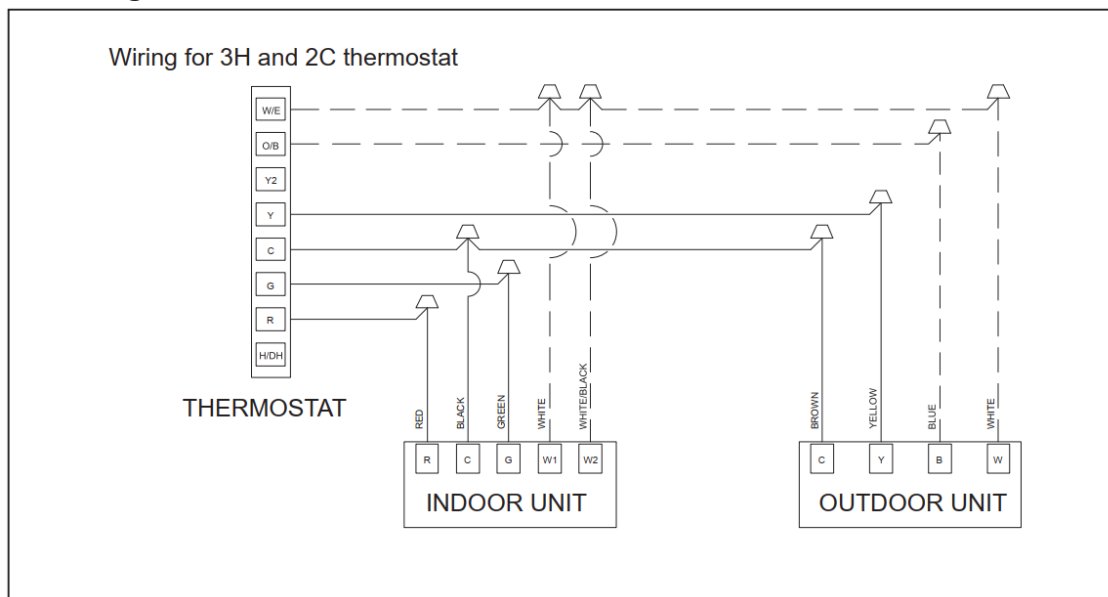 Wiring for 3H and 2C thermostat
W/E
O/B
Y2
Y
C
G
R
H/DH
THERMOSTAT
RED
BLACK
GREEN
WHITE
WHITE/BLACK
BROWN
YELLOW
BLUE
WHITE
R
C
G
W1
W2
C
Y
B
W
INDOOR UNIT
OUTDOOR UNIT